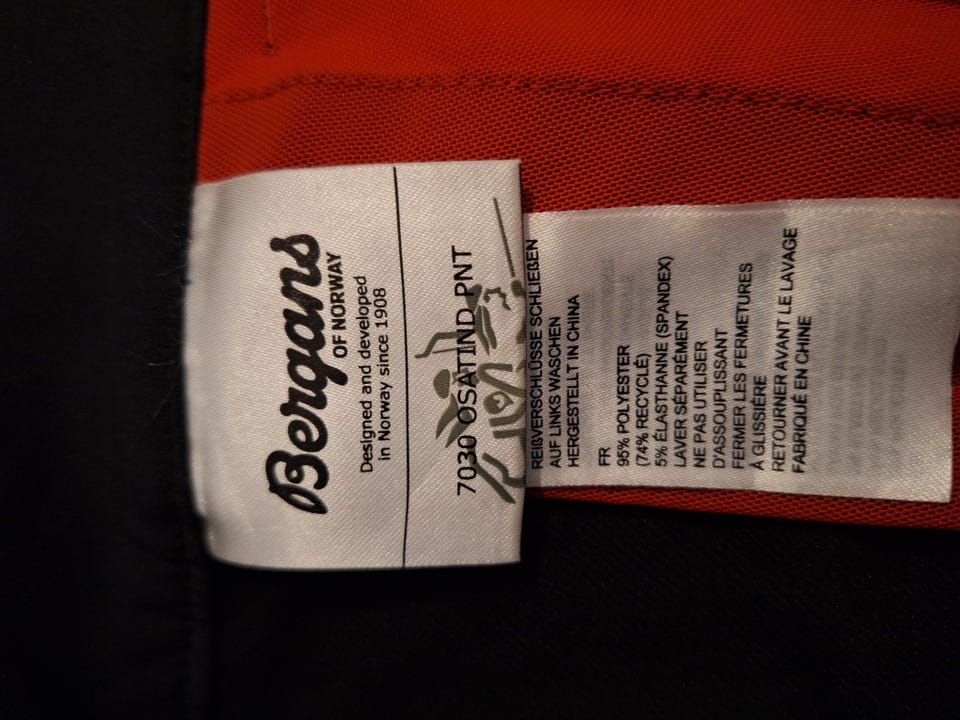 Bergans
OF NORWAY
Designed and developed
in Norway since 1908
7030 OSATIND PNT
REIßVERSCHLÜSSE SCHLIEßEN
AUF LINKS WASCHEN
HERGESTELLT IN CHINA
FR
95% POLYESTER
(74% RECYCLÉ)
5% ÉLASTHANNE (SPANDEX)
LAVER SÉPARÉMENT
NE PAS UTILISER
D'ASSOUPLISSANT
FERMER LES FERMETURES
À GLISSIÈRE
RETOURNER AVANT LE LAVAGE
FABRIQUÉ EN CHINE